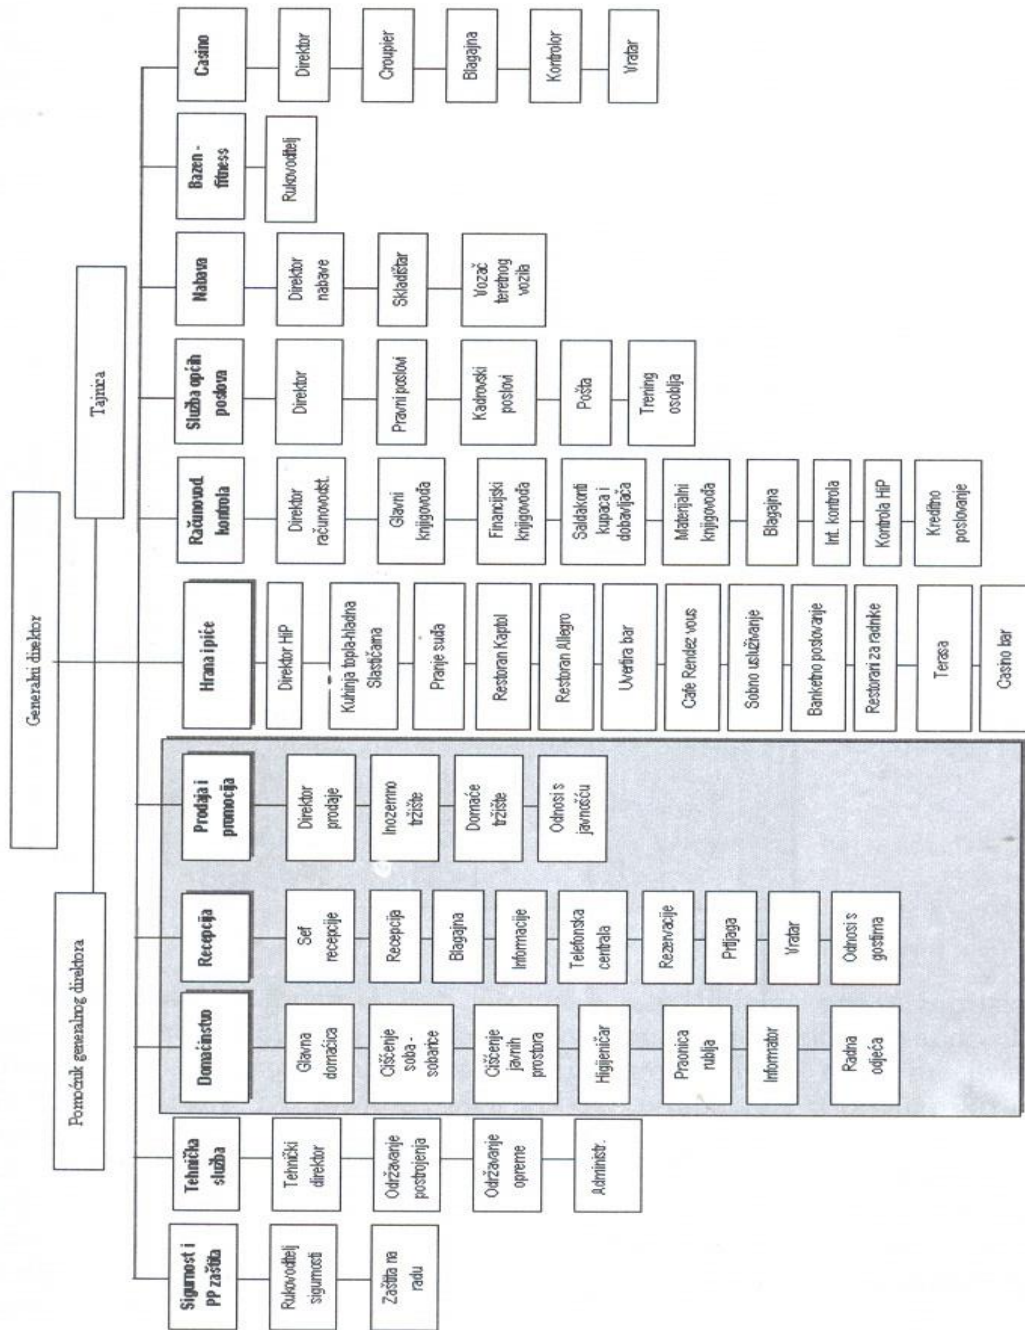 Generalni direktor
Pomoćnik generalnog direktora
Tajnica
Sigurnost i
PP zaštita
Rukovoditelj
sigurnosti
Zaštita na
radu
Tehnička
služba
Tehnički
direktor
Održavanje
postrojenja
Održavanje
opreme
Administr.
Domaćinstvo
Glavna
domaćica
Čišćenje
soba -
sobarice
Čišćenje
javnih
prostora
Higijeničar
Praonica
rublja
Informator
Radna
odjeća
Recepcija
Šef
recepcije
Recepcija
Blagajna
Informacije
Telefonska
centrala
Rezervacije
Prtljaga
Vratar
Odnosi s
gostima
Prodaja i
promocija
Direktor
prodaje
Inozemno
tržište
Domaće
tržište
Odnosi s
javnošću
Hrana i piće
Direktor HiP
Kuhinja topla-hladna
Slastičarna
Pranje suđa
Restoran Kaptol
Restoran Allegro
Uvertira bar
Cafe Rendez vous
Sobno usluživanje
Banketno poslovanje
Restorani za radnike
Terasa
Casino bar
Računovod.
kontrola
Direktor
računovodst.
Glavni
knjigovođa
Financijski
knjigovođa
Saldakonti
kupaca i
dobavljača
Materijalni
knjigovođa
Blagajna
Int. kontrola
Kontrola HiP
Kreditno
poslovanje
Služba općih
poslova
Direktor
Pravni poslovi
Kadrovski
poslovi
Pošta
Trening
osoblja
Nabava
Direktor
nabave
Skladištar
Vozač
teretnog
vozila
Bazen -
fitness
Rukovoditelj
Casino
Direktor
Croupier
Blagajna
Kontrolor
Vratar